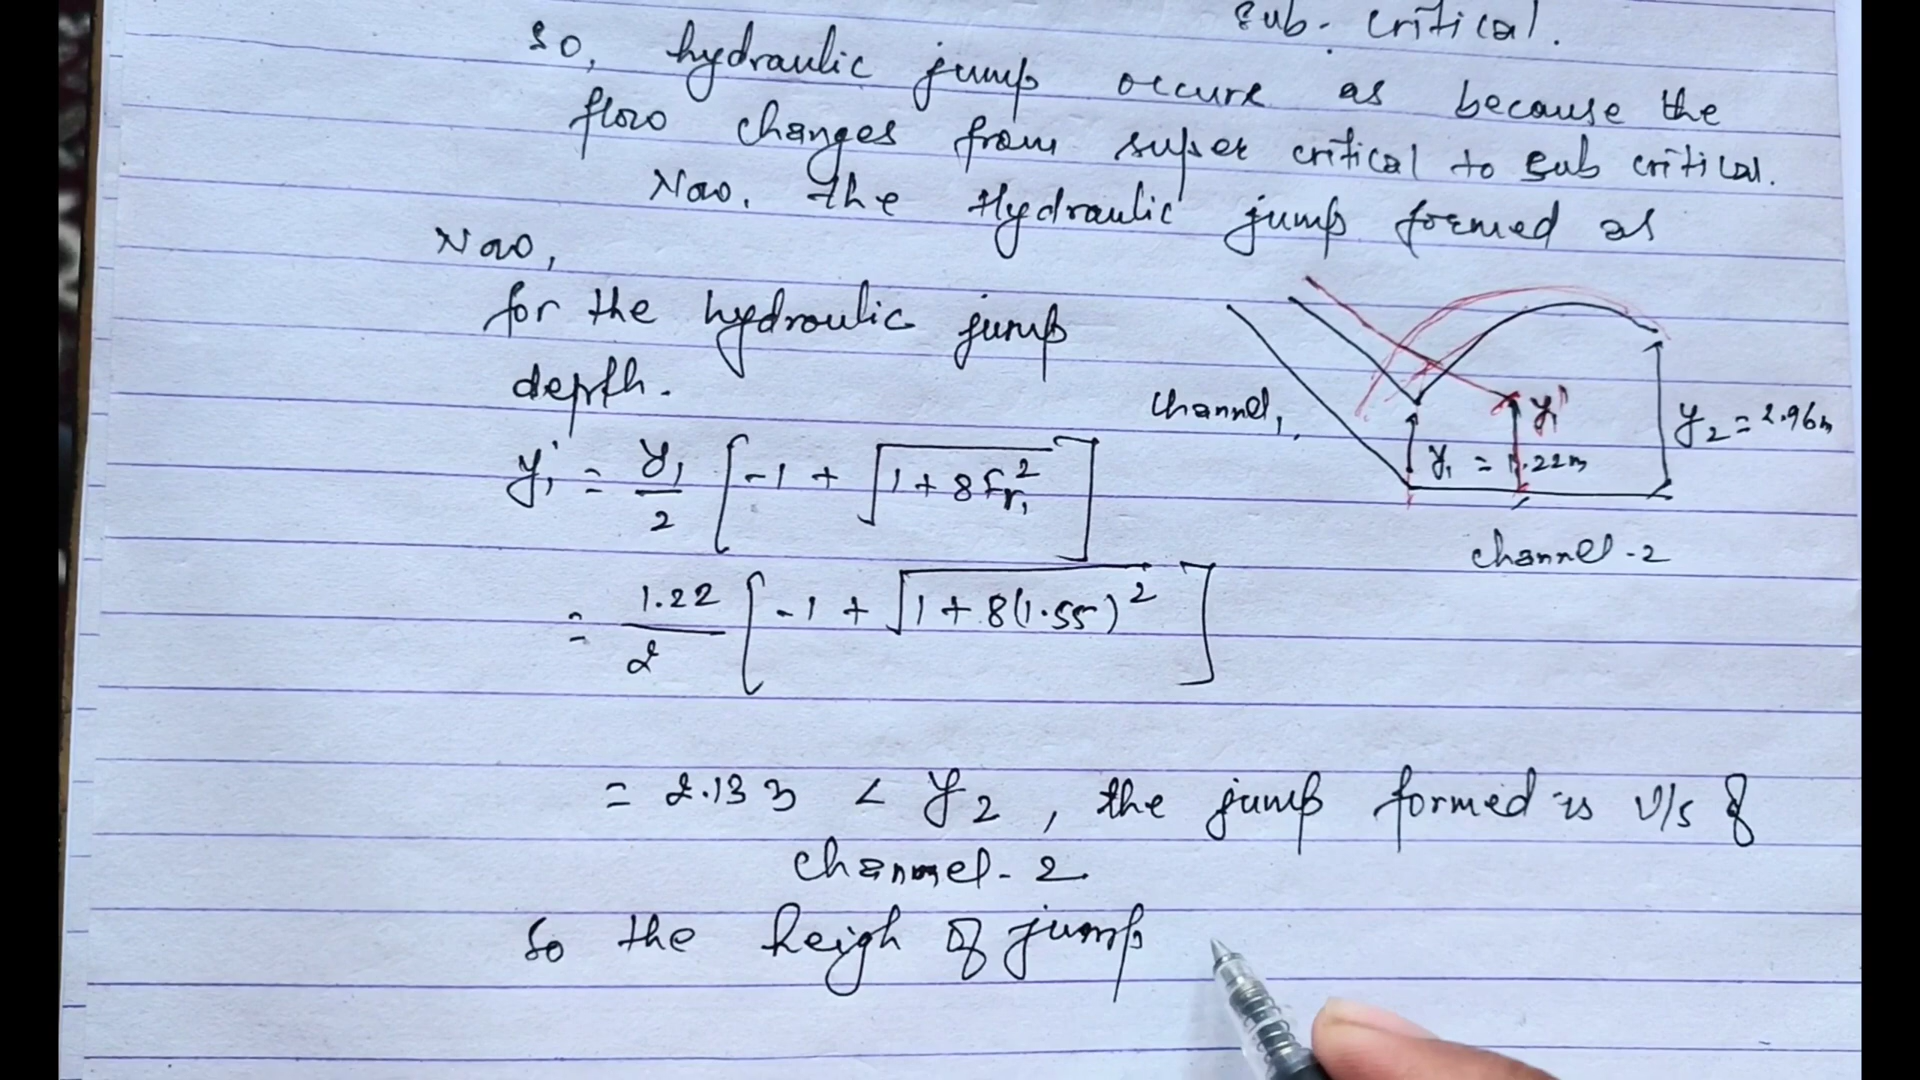 sub-critical.
so, hydraulic jump occurs as because the
flow changes from super critical to sub critical.
Now, the Hydraulic jump formed as
Now,
for the hydraulic jump
depth.
channel,
y₁'
y₂ = 2.96m
y₁ = 1.22m
channel-2
y₁' = y₁/2 [-1 + √(1 + 8Fr₁²)]
= 1.22/2 [-1 + √(1 + 8(1.55)²)]
= 2.133 < y₂, the jump formed is U/s of
channel-2.
so the heigh of jump